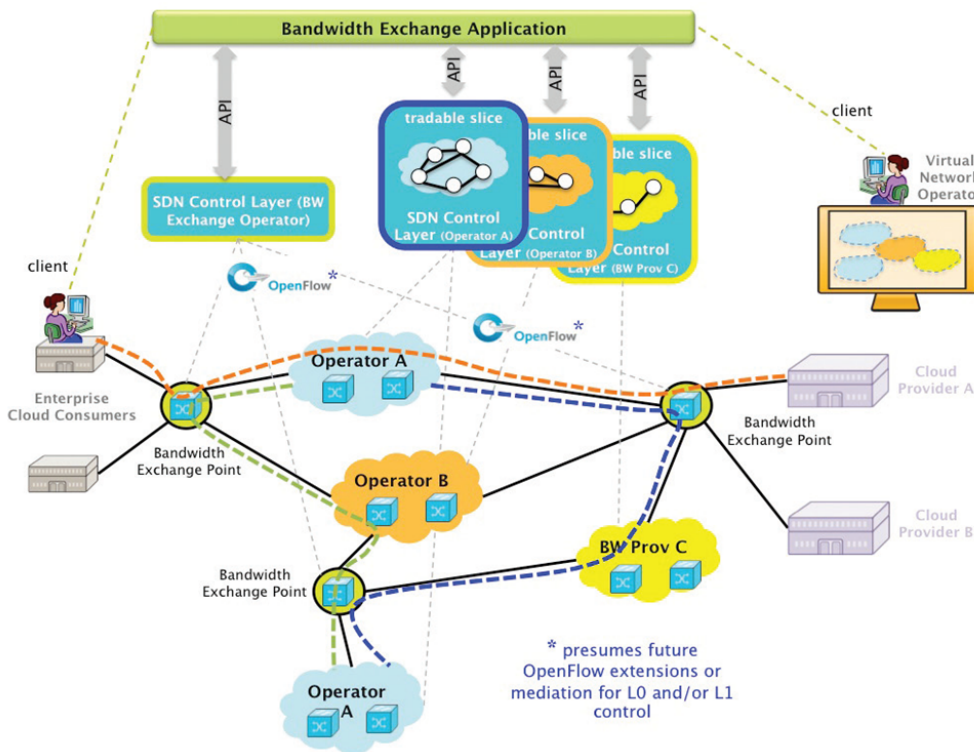 Bandwidth Exchange Application
API
API
API
API
client
client
tradable slice
ble slice
ble slice
SDN Control
Layer (Operator A)
Control
Layer (Operator B)
Control
Layer (BW Prov C)
SDN Control Layer (BW
Exchange Operator)
Virtual
Network
Operator
OpenFlow *
OpenFlow *
Operator A
Enterprise
Cloud Consumers
Bandwidth
Exchange Point
Cloud
Provider A
Bandwidth
Exchange Point
Operator B
Cloud
Provider B
BW Prov C
Bandwidth
Exchange Point
Operator
A
* presumes future
OpenFlow extensions or
mediation for L0 and/or L1
control